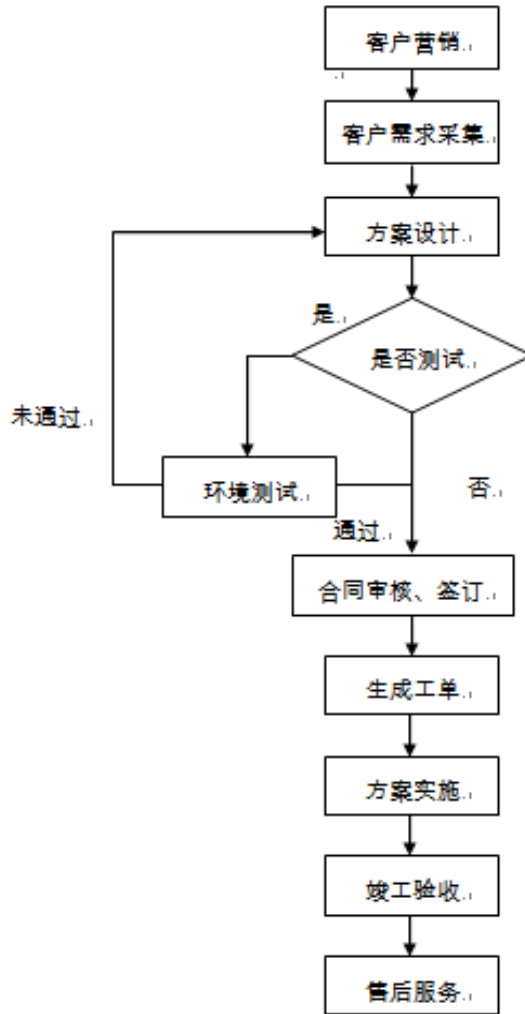 客户营销
客户需求采集
方案设计
是
是否测试
未通过
环境测试
否
通过
合同审核、签订
生成工单
方案实施
竣工验收
售后服务